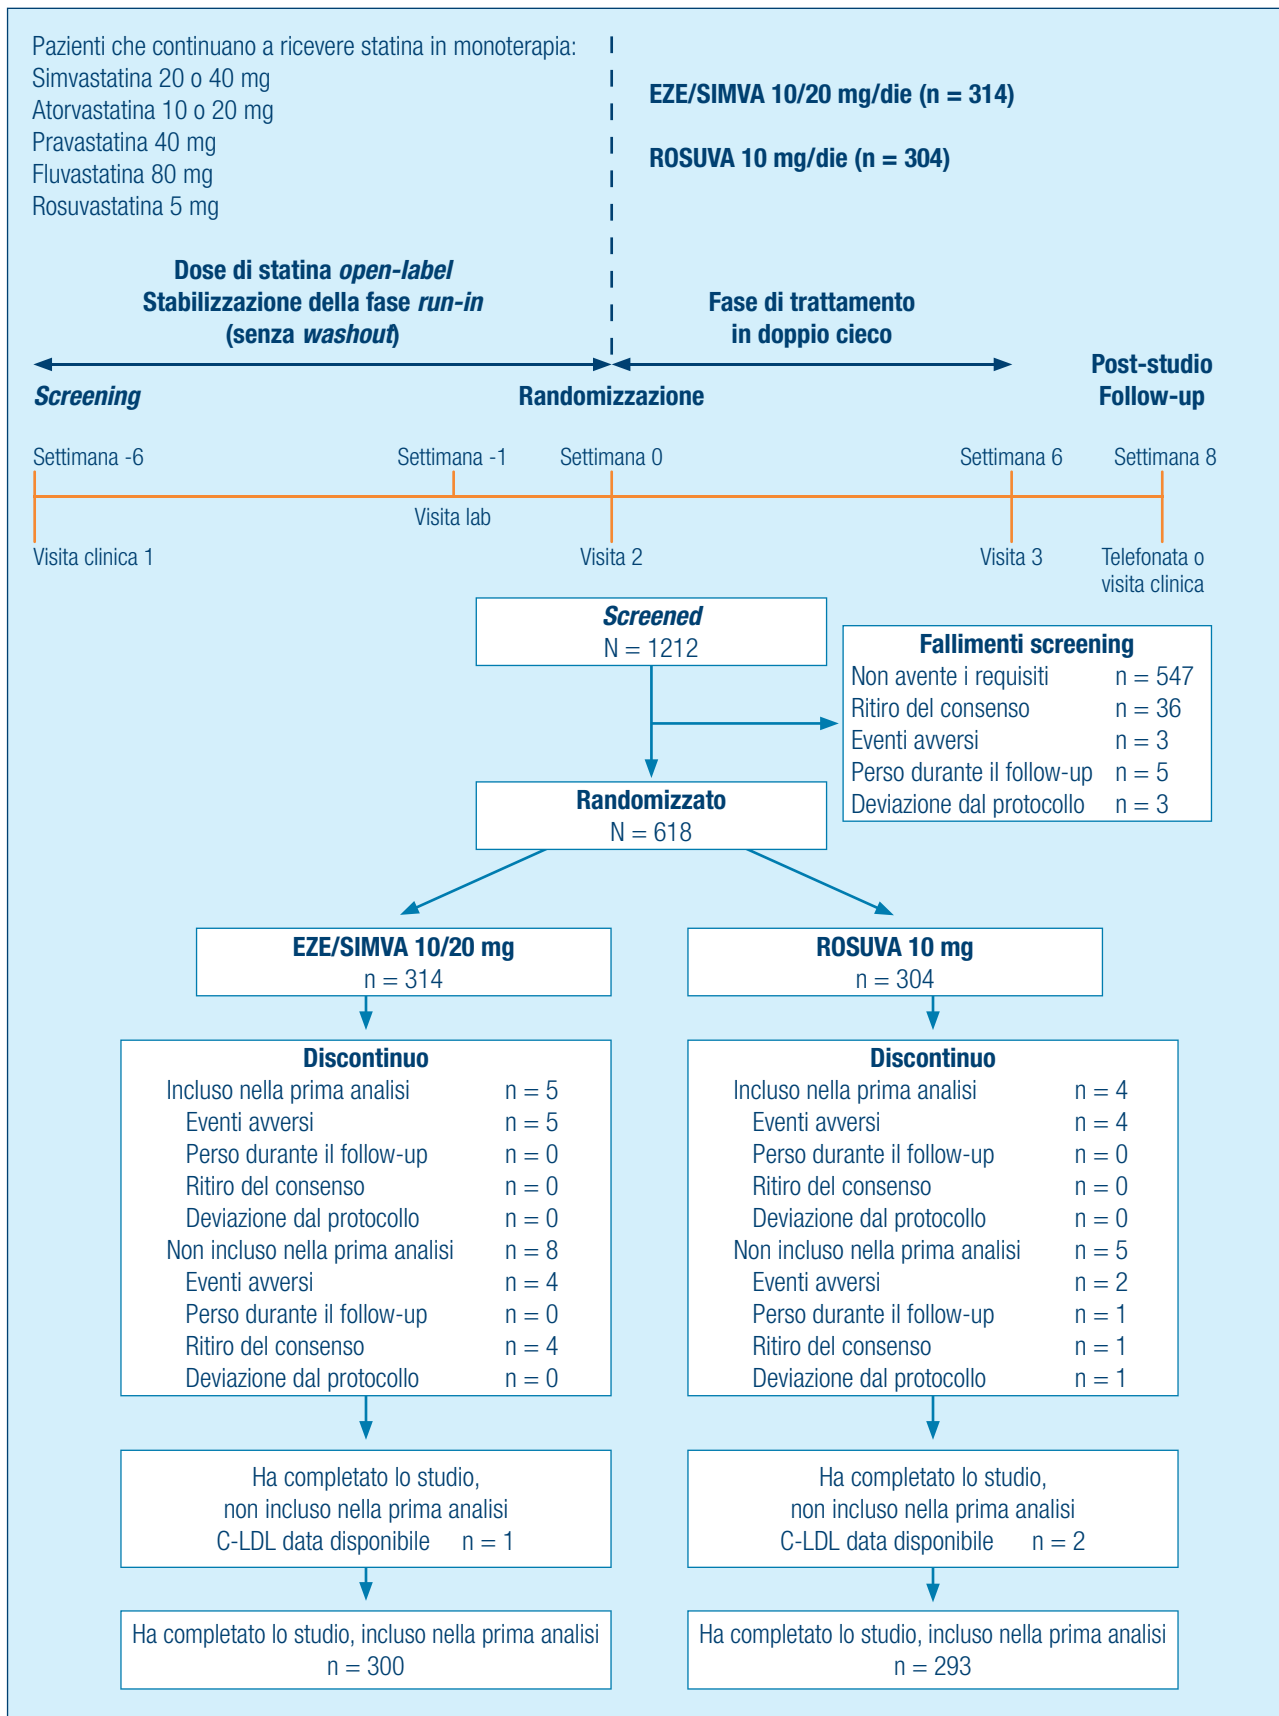 Pazienti che continuano a ricevere statina in monoterapia:
Simvastatina 20 o 40 mg
Atorvastatina 10 o 20 mg
Pravastatina 40 mg
Fluvastatina 80 mg
Rosuvastatina 5 mg
EZE/SIMVA 10/20 mg/die (n = 314)
ROSUVA 10 mg/die (n = 304)
Dose di statina open-label
Stabilizzazione della fase run-in
(senza washout)
Fase di trattamento
in doppio cieco
Screening
Randomizzazione
Post-studio
Follow-up
Settimana -6
Settimana -1
Settimana 0
Settimana 6
Settimana 8
Visita lab
Visita clinica 1
Visita 2
Visita 3
Telefonata o
visita clinica
Screened
N = 1212
Fallimenti screening
Non avente i requisiti n = 547
Ritiro del consenso n = 36
Eventi avversi n = 3
Perso durante il follow-up n = 5
Deviazione dal protocollo n = 3
Randomizzato
N = 618
EZE/SIMVA 10/20 mg
n = 314
ROSUVA 10 mg
n = 304
Discontinuo
Incluso nella prima analisi n = 5
Eventi avversi n = 5
Perso durante il follow-up n = 0
Ritiro del consenso n = 0
Deviazione dal protocollo n = 0
Non incluso nella prima analisi n = 8
Eventi avversi n = 4
Perso durante il follow-up n = 0
Ritiro del consenso n = 4
Deviazione dal protocollo n = 0
Discontinuo
Incluso nella prima analisi n = 4
Eventi avversi n = 4
Perso durante il follow-up n = 0
Ritiro del consenso n = 0
Deviazione dal protocollo n = 0
Non incluso nella prima analisi n = 5
Eventi avversi n = 2
Perso durante il follow-up n = 1
Ritiro del consenso n = 1
Deviazione dal protocollo n = 1
Ha completato lo studio,
non incluso nella prima analisi
C-LDL data disponibile n = 1
Ha completato lo studio,
non incluso nella prima analisi
C-LDL data disponibile n = 2
Ha completato lo studio, incluso nella prima analisi
n = 300
Ha completato lo studio, incluso nella prima analisi
n = 293